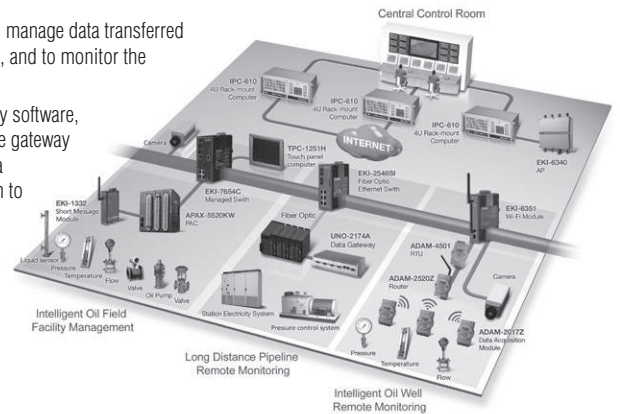 manage data transferred
, and to monitor the
y software,
e gateway
a
n to
Central Control Room
IPC-610
4U Rack-mount
Computer
IPC-610
4U Rack-mount
Computer
IPC-610
4U Rack-mount
Computer
INTERNET
EKI-6340
AP
Camera
TPC-1251H
Touch panel
computer
EKI-7654C
Managed Swith
EKI-2548SI
Fiber Optic
Ethernet Swith
EKI-6351
Wi-Fi Module
EKI-1332
Short Message
Module
APAX-5520KW
PAC
Fiber Optic
UNO-2174A
Data Gateway
ADAM-4501
RTU
ADAM-2520Z
Router
Camera
ADAM-2017Z
Data Acquisition
Module
Liquid sensor
Pressure
Temperature
Flow
Valve
Oil Pump
Valve
Station Electricity System
Pressure control system
Pressure
Temperature
Flow
Intelligent Oil Field
Facility Management
Long Distance Pipeline
Remote Monitoring
Intelligent Oil Well
Remote Monitoring